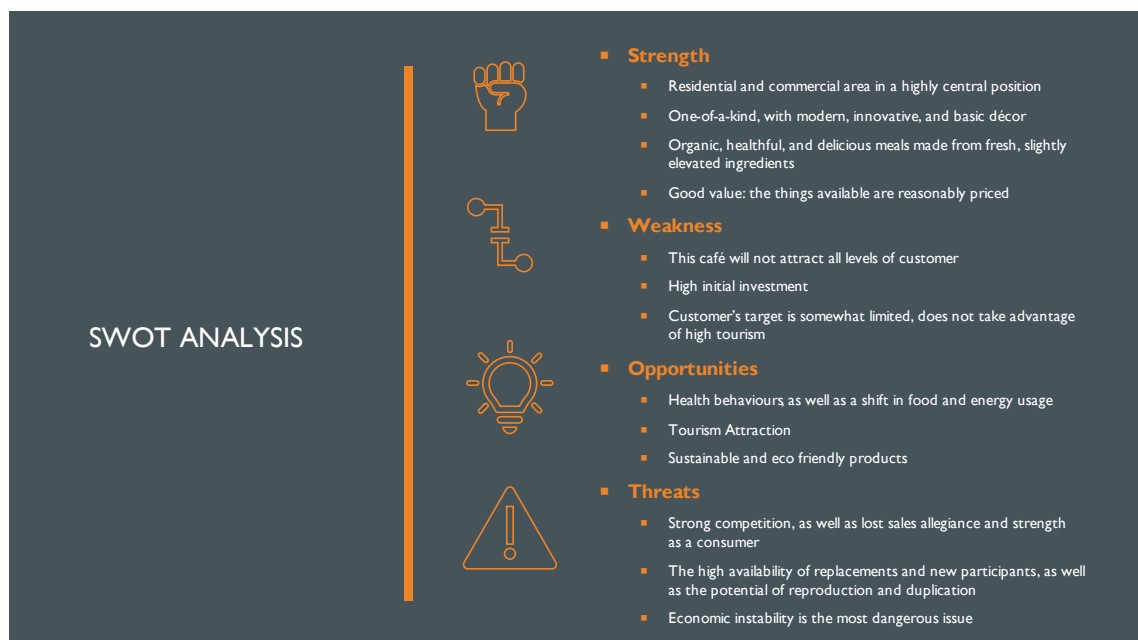 SWOT ANALYSIS
Strength
Residential and commercial area in a highly central position
One-of-a-kind, with modern, innovative, and basic décor
Organic, healthful, and delicious meals made from fresh, slightly
elevated ingredients
Good value: the things available are reasonably priced
Weakness
This café will not attract all levels of customer
High initial investment
Customer's target is somewhat limited, does not take advantage
of high tourism
Opportunities
Health behaviours, as well as a shift in food and energy usage
Tourism Attraction
Sustainable and eco friendly products
Threats
Strong competition, as well as lost sales allegiance and strength
as a consumer
The high availability of replacements and new participants, as well
as the potential of reproduction and duplication
Economic instability is the most dangerous issue